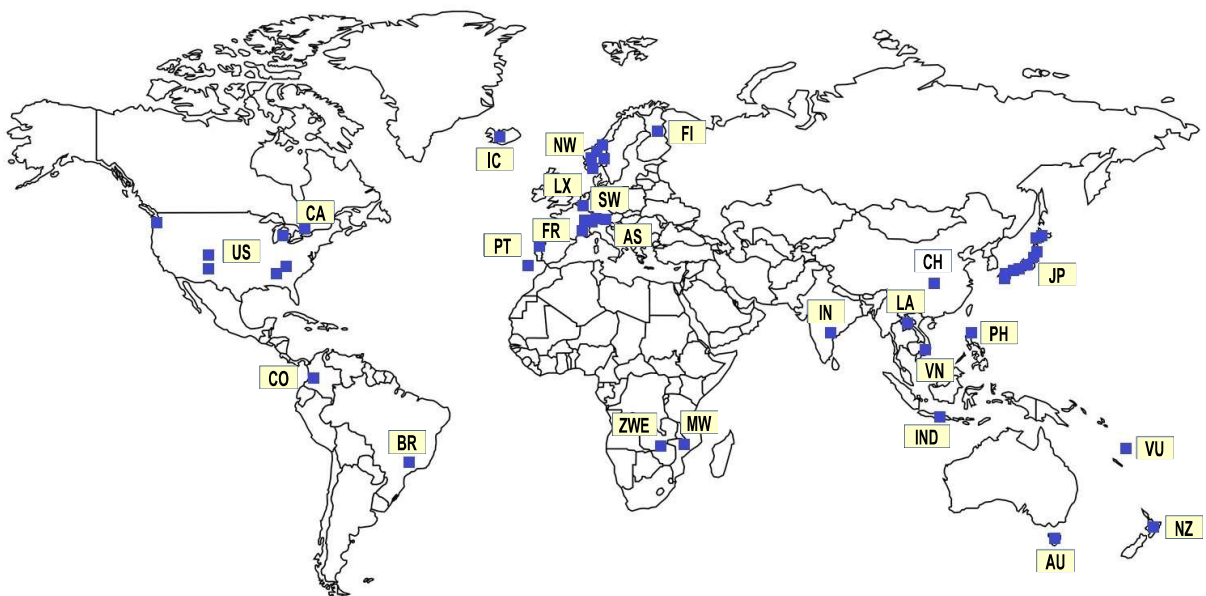 FI
NW
IC
LX
SW
CA
FR
AS
US
PT
CH
JP
LA
IN
PH
VN
CO
ZWE
MW
BR
IND
VU
NZ
AU